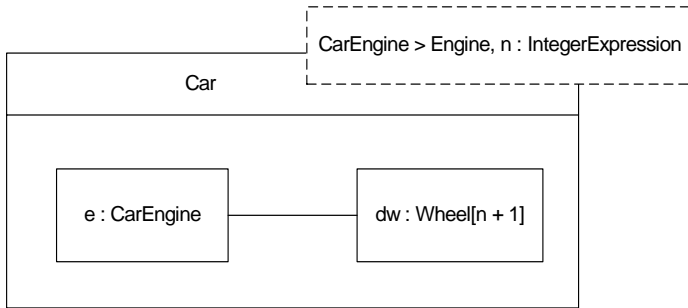 CarEngine > Engine, n : IntegerExpression
Car
e : CarEngine
dw : Wheel[n + 1]